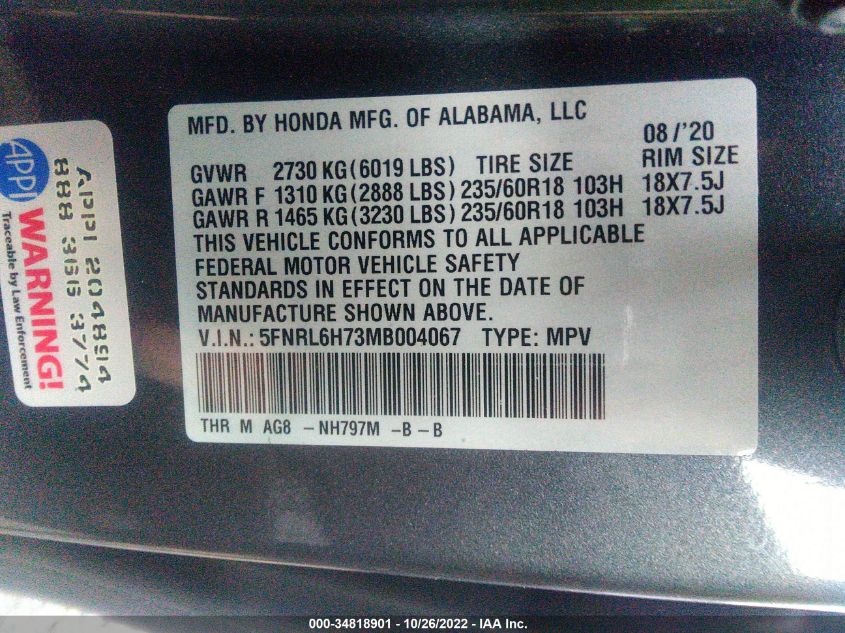 MFD. BY HONDA MFG. OF ALABAMA, LLC
08/'20
GVWR 2730 KG(6019 LBS) TIRE SIZE RIM SIZE
GAWR F 1310 KG(2888 LBS) 235/60R18 103H 18X7.5J
GAWR R 1465 KG(3230 LBS) 235/60R18 103H 18X7.5J
THIS VEHICLE CONFORMS TO ALL APPLICABLE
FEDERAL MOTOR VEHICLE SAFETY
STANDARDS IN EFFECT ON THE DATE OF
MANUFACTURE SHOWN ABOVE.
V.I.N.: 5FNRL6H73MB004067 TYPE: MPV
THR M AG8 -NH797M -B-B
APPI
WARNING!
Traceable by Law Enforcement
APPI 2048914
888 366 3774
000-34818901 - 10/26/2022 - IAA Inc.